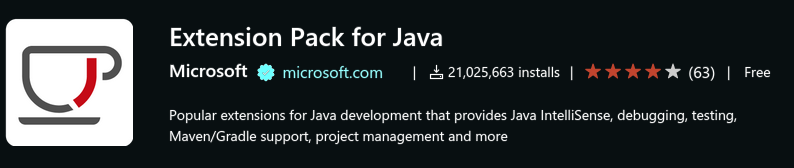 Extension Pack for Java
Microsoft microsoft.com | 21,025,663 installs | (63) | Free
Popular extensions for Java development that provides Java IntelliSense, debugging, testing,
Maven/Gradle support, project management and more